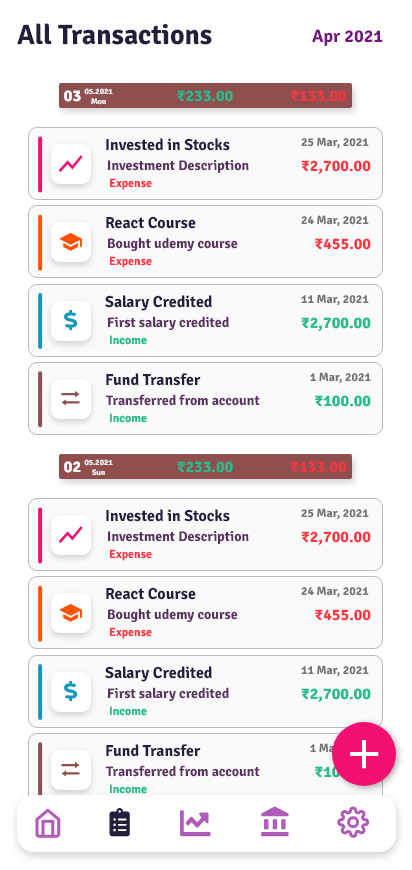 All Transactions
Apr 2021
03 05.2021 Mon ₹233.00 ₹133.00
Invested in Stocks 25 Mar, 2021
Investment Description ₹2,700.00
Expense
React Course 24 Mar, 2021
Bought udemy course ₹455.00
Expense
Salary Credited 11 Mar, 2021
First salary credited ₹2,700.00
Income
Fund Transfer 1 Mar, 2021
Transferred from account ₹100.00
Income
02 05.2021 Sun ₹233.00 ₹133.00
Invested in Stocks 25 Mar, 2021
Investment Description ₹2,700.00
Expense
React Course 24 Mar, 2021
Bought udemy course ₹455.00
Expense
Salary Credited 11 Mar, 2021
First salary credited ₹2,700.00
Income
Fund Transfer 1
Transferred from account
Income